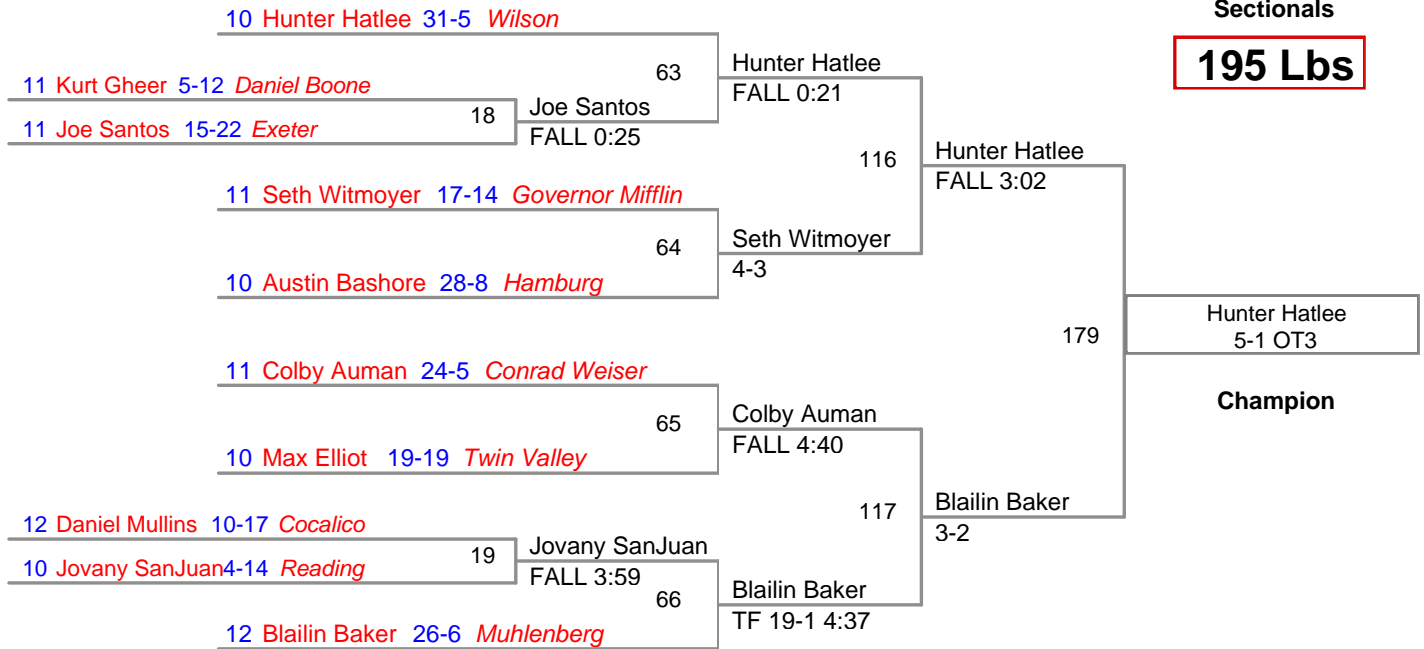 Sectionals
195 Lbs
10 Hunter Hatlee 31-5 Wilson
63
Hunter Hatlee
FALL 0:21
11 Kurt Gheer 5-12 Daniel Boone
18
Joe Santos
FALL 0:25
11 Joe Santos 15-22 Exeter
116
Hunter Hatlee
FALL 3:02
11 Seth Witmoyer 17-14 Governor Mifflin
64
Seth Witmoyer
4-3
10 Austin Bashore 28-8 Hamburg
179
Hunter Hatlee
5-1 OT3
Champion
11 Colby Auman 24-5 Conrad Weiser
65
Colby Auman
FALL 4:40
10 Max Elliot 19-19 Twin Valley
117
Blailin Baker
3-2
12 Daniel Mullins 10-17 Cocalico
19
Jovany SanJuan
FALL 3:59
10 Jovany SanJuan4-14 Reading
66
Blailin Baker
TF 19-1 4:37
12 Blailin Baker 26-6 Muhlenberg